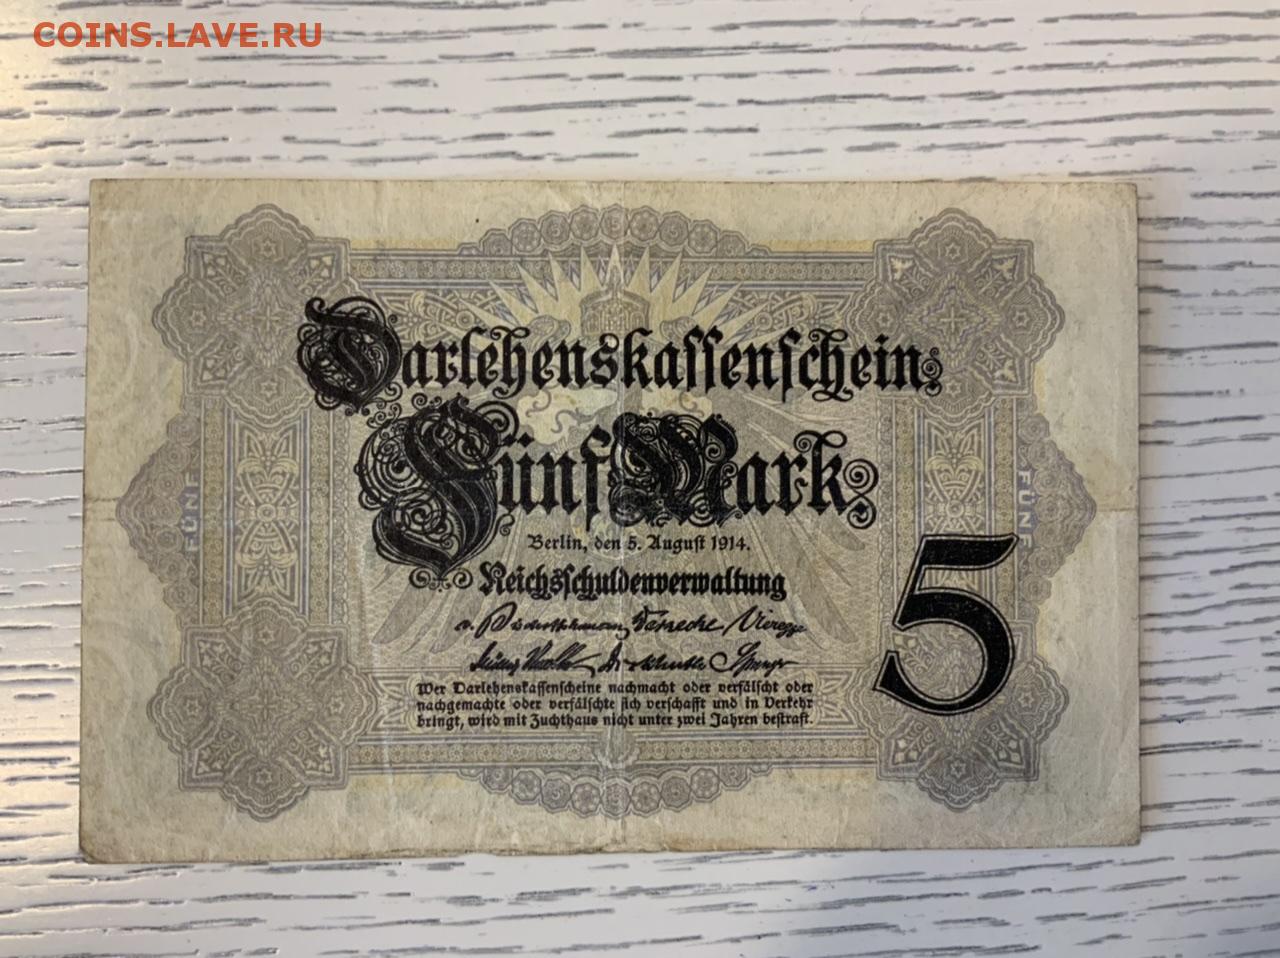 COINS.LAVE.RU
Darlehenskassenschein
Fünf Mark
Berlin, den 5. August 1914.
Reichsschuldenverwaltung
Wer Darlehenskassenscheine nachmacht oder verfälscht oder
nachgemachte oder verfälschte sich verschafft und in Verkehr
bringt, wird mit Zuchthaus nicht unter zwei Jahren bestraft.
5
FÜNF
FÜNF